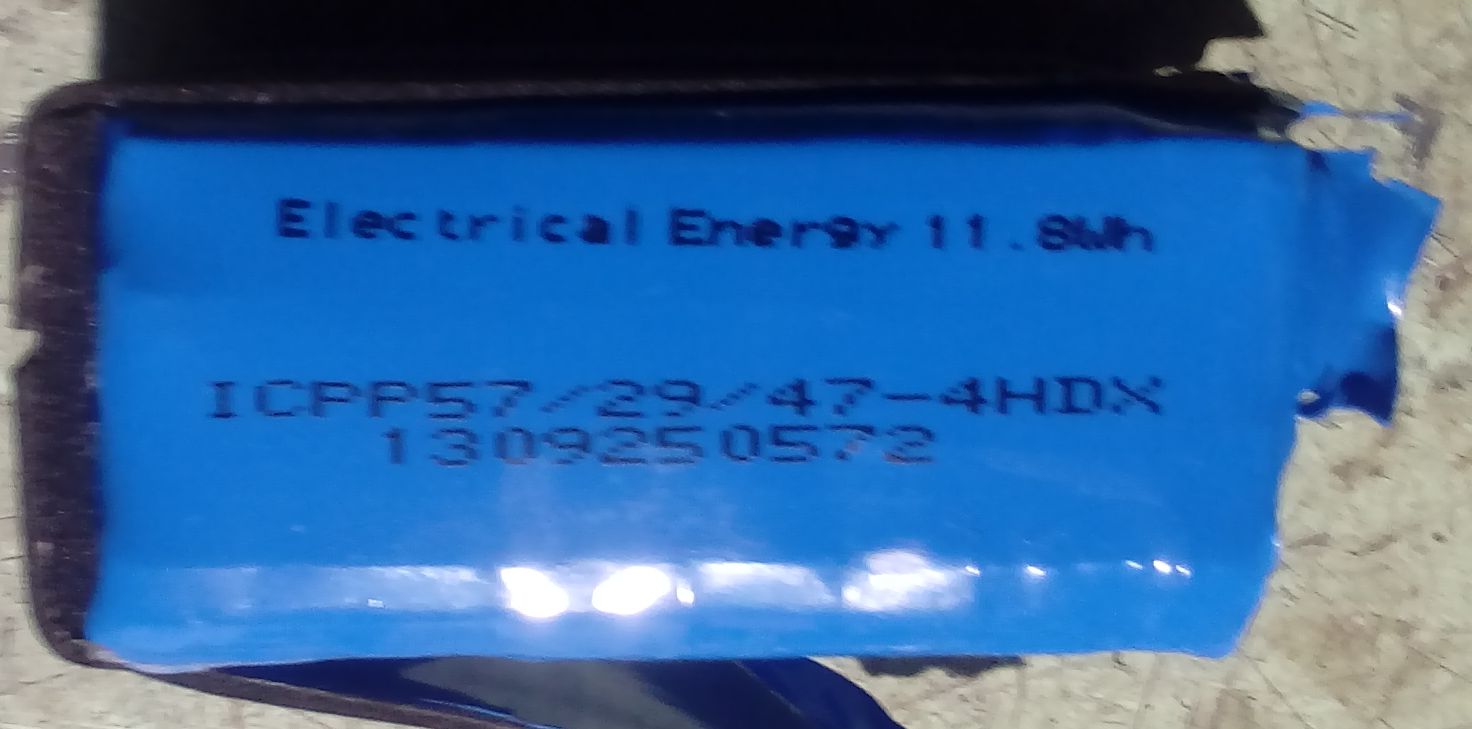 Electrical Energy 11.8Wh
ICPP57/29/47-4HDX
1309250572